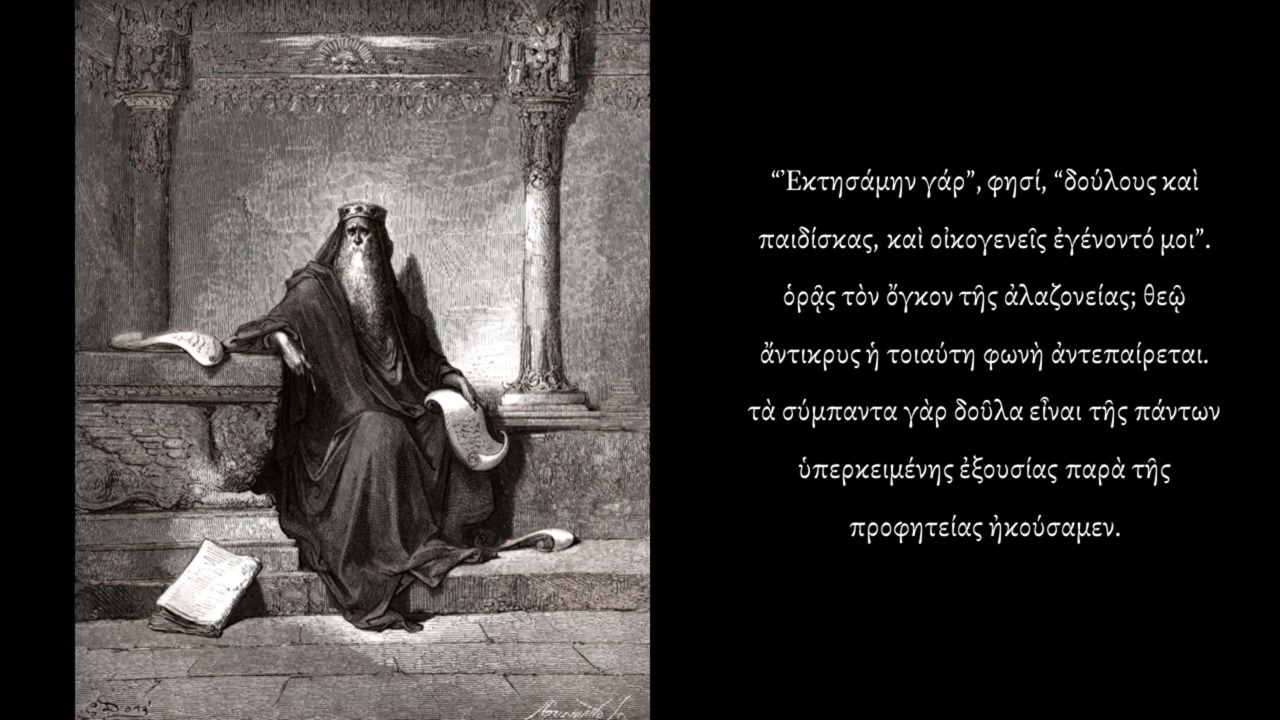 “Ἐκτησάμην γάρ”, φησί, “δούλους καὶ
παιδίσκας, καὶ οἰκογενεῖς ἐγένοντό μοι”.
ὁρᾷς τὸν ὄγκον τῆς ἀλαζονείας; θεῷ
ἄντικρυς ἡ τοιαύτη φωνὴ ἀντεπαίρεται.
τὰ σύμπαντα γὰρ δοῦλα εἶναι τῆς πάντων
ὑπερκειμένης ἐξουσίας παρὰ τῆς
προφητείας ἠκούσαμεν.
G Doré